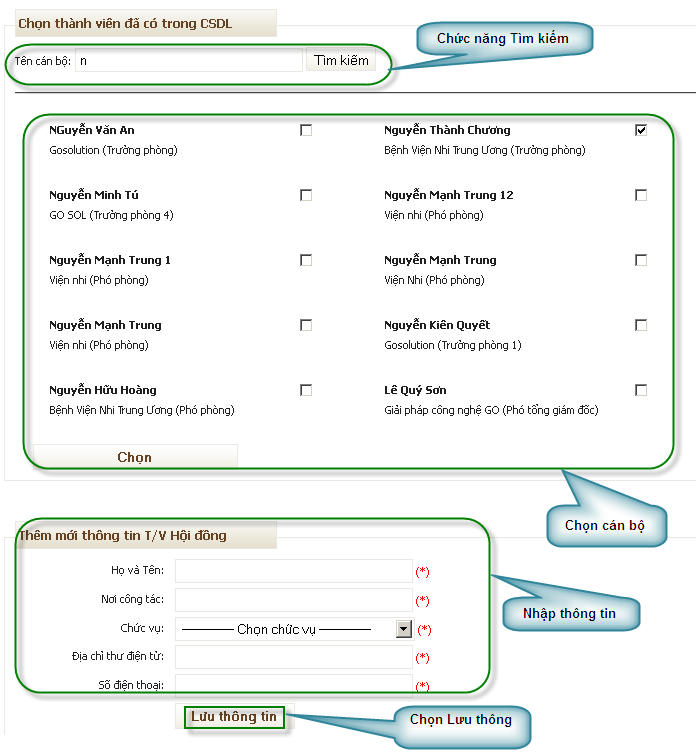 Chọn thành viên đã có trong CSDL
Chức năng Tìm kiếm
Tên cán bộ: n Tìm kiếm
NGuyễn Văn An
Gosolution (Trưởng phòng)
Nguyễn Thành Chương
Bệnh Viện Nhi Trung Ương (Trưởng phòng)
Nguyễn Minh Tú
GO SOL (Trưởng phòng 4)
Nguyễn Mạnh Trung 12
Viện nhi (Phó phòng)
Nguyễn Mạnh Trung 1
Viện nhi (Phó phòng)
Nguyễn Mạnh Trung
Viện Nhi (Phó phòng)
Nguyễn Mạnh Trung
Viện nhi (Phó phòng)
Nguyễn Kiên Quyết
Gosolution (Trưởng phòng 1)
Nguyễn Hữu Hoàng
Bệnh Viện Nhi Trung Ương (Phó phòng)
Lê Quý Sơn
Giải pháp công nghệ GO (Phó tổng giám đốc)
Chọn
Chọn cán bộ
Thêm mới thông tin T/V Hội đồng
Họ và Tên: (*)
Nơi công tác: (*)
Chức vụ: ———— Chọn chức vụ ———— (*)
Địa chỉ thư điện tử: (*)
Số điện thoại: (*)
Nhập thông tin
Lưu thông tin
Chọn Lưu thông